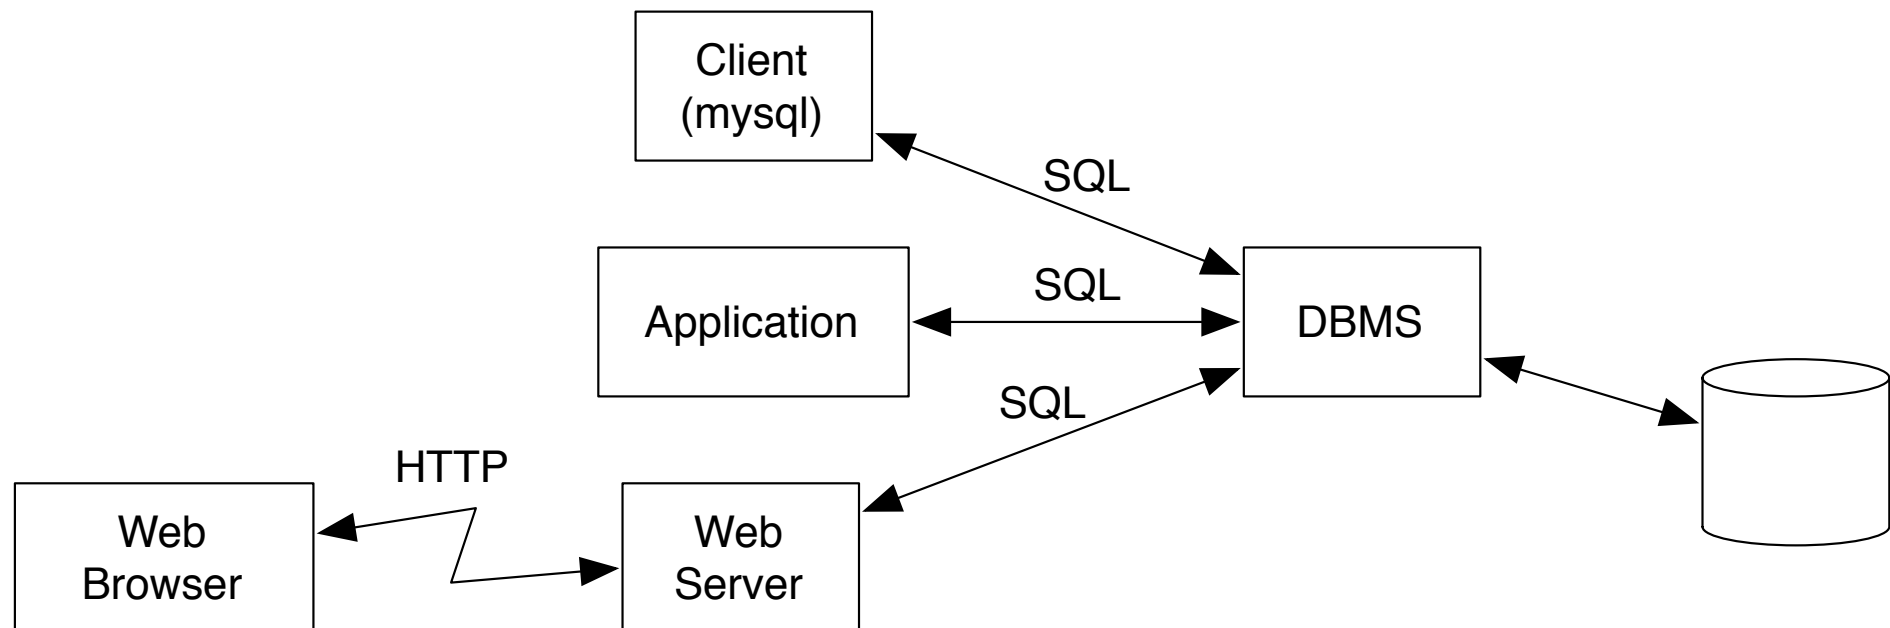 Client
(mysql)
SQL
SQL
Application
DBMS
SQL
HTTP
Web
Browser
Web
Server